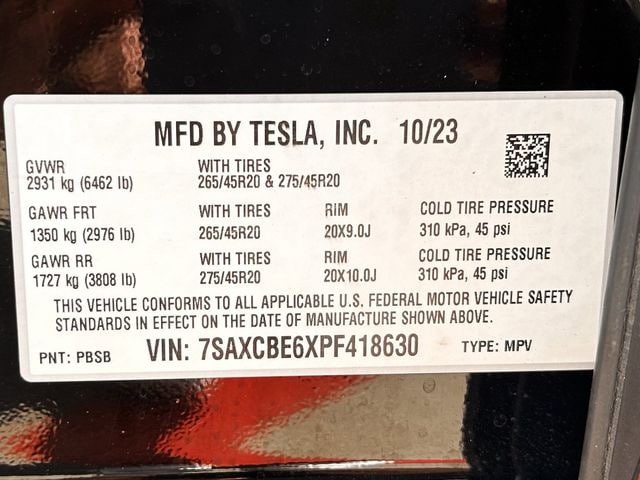 MFD BY TESLA, INC. 10/23
GVWR WITH TIRES
2931 kg (6462 lb) 265/45R20 & 275/45R20
GAWR FRT WITH TIRES RIM COLD TIRE PRESSURE
1350 kg (2976 lb) 265/45R20 20X9.0J 310 kPa, 45 psi
GAWR RR WITH TIRES RIM COLD TIRE PRESSURE
1727 kg (3808 lb) 275/45R20 20X10.0J 310 kPa, 45 psi
THIS VEHICLE CONFORMS TO ALL APPLICABLE U.S. FEDERAL MOTOR VEHICLE SAFETY
STANDARDS IN EFFECT ON THE DATE OF MANUFACTURE SHOWN ABOVE.
PNT: PBSB VIN: 7SAXCBE6XPF418630 TYPE: MPV